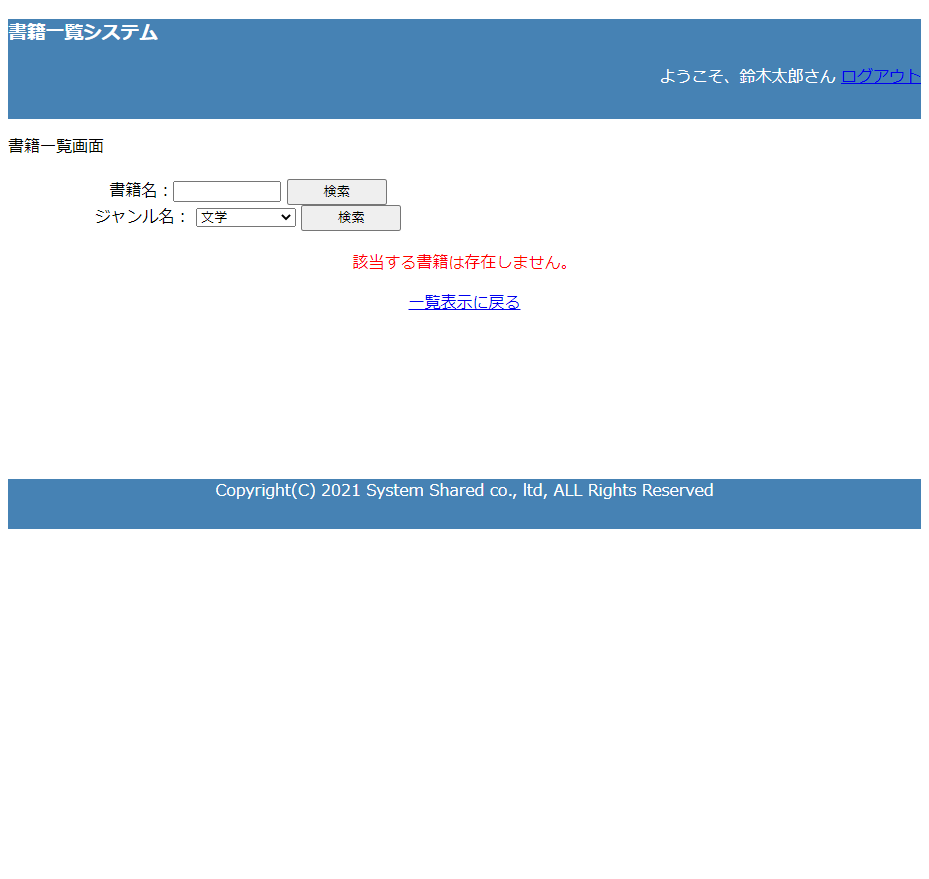 書籍一覧システム
ようこそ、鈴木太郎さん ログアウト
書籍一覧画面
書籍名： 検索
ジャンル名： 文学 検索
該当する書籍は存在しません。
一覧表示に戻る
Copyright(C) 2021 System Shared co., ltd, ALL Rights Reserved